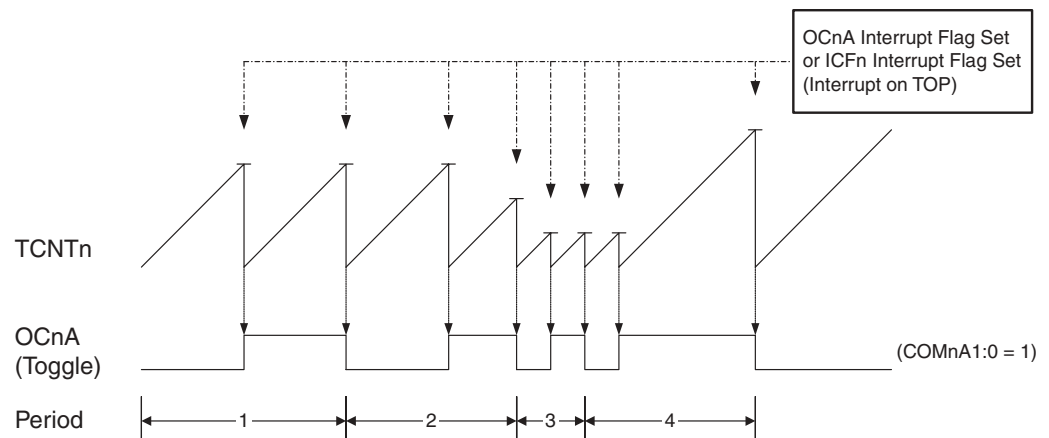 OCnA Interrupt Flag Set
or ICFn Interrupt Flag Set
(Interrupt on TOP)
TCNTn
OCnA
(Toggle)
(COMnA1:0 = 1)
Period
1
2
3
4